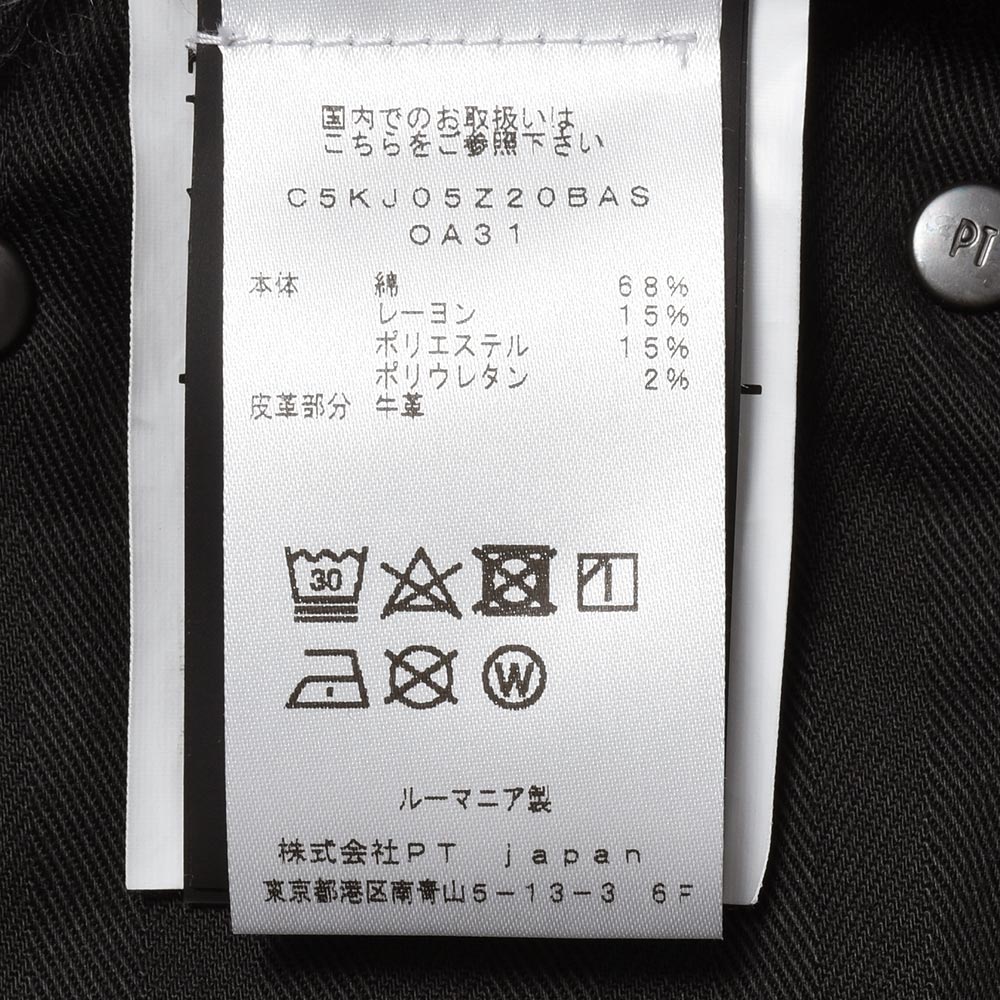 国内でのお取扱いは
こちらをご参照下さい
C5KJ05Z20BAS
0A31
本体 綿 68%
レーヨン 15%
ポリエステル 15%
ポリウレタン 2%
皮革部分 牛革
30
W
ルーマニア製
株式会社PT japan
東京都港区南青山5-13-3 6F
PT